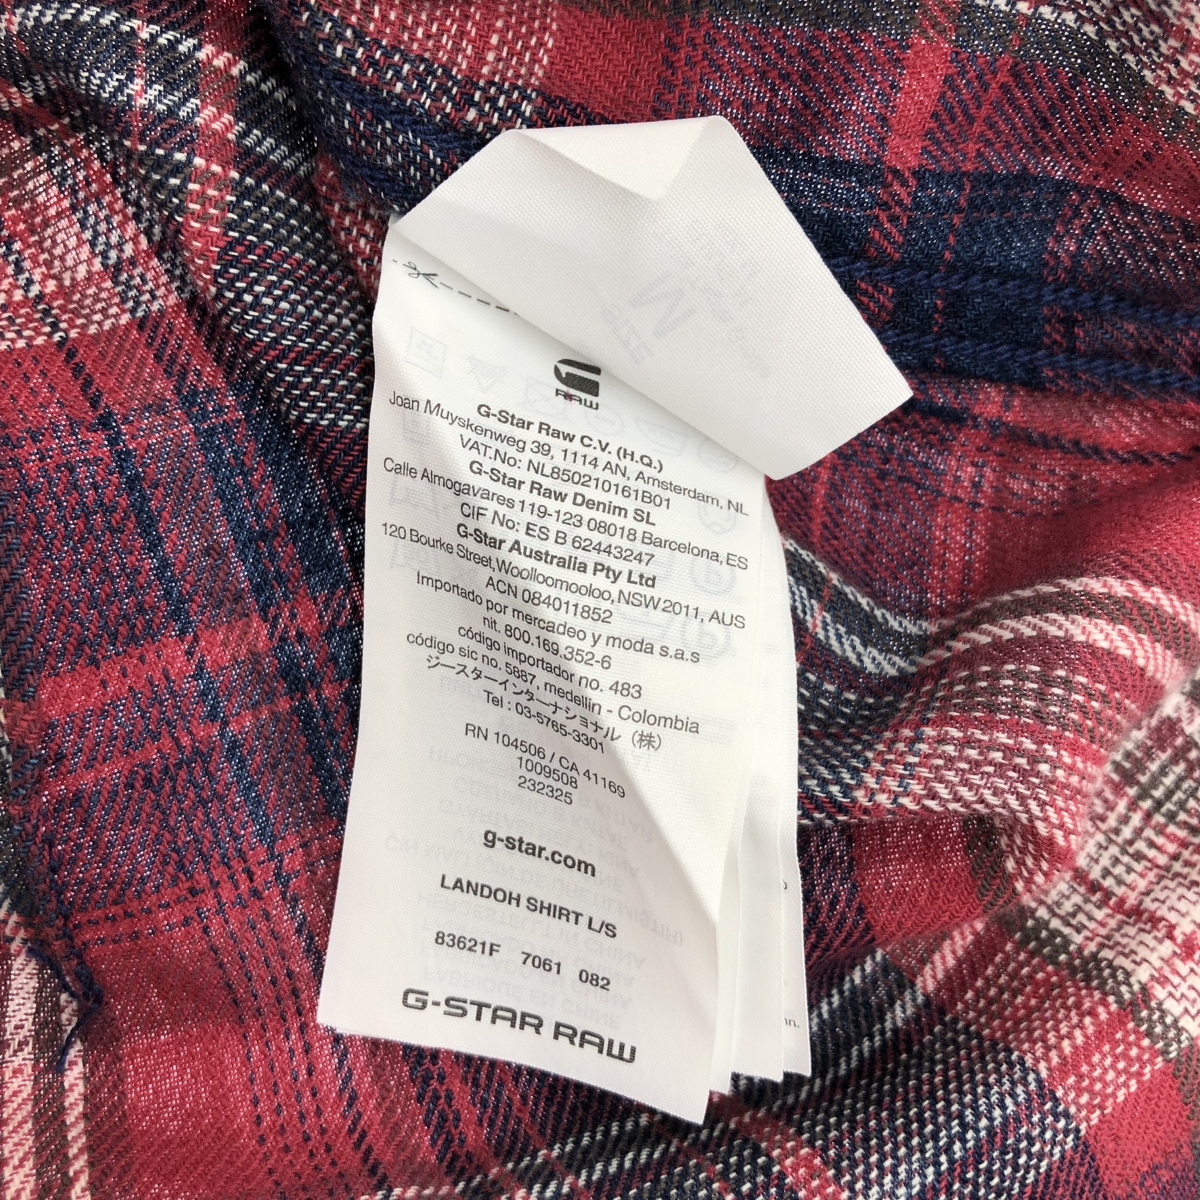 RAW
G-Star Raw C.V. (H.Q.)
Joan Muyskenweg 39, 1114 AN, Amsterdam, NL
VAT.No: NL850210161B01
G-Star Raw Denim SL
Calle Almogavares 119-123 08018 Barcelona, ES
CIF No: ES B 62443247
G-Star Australia Pty Ltd
120 Bourke Street, Woolloomooloo, NSW 2011, AUS
ACN 084011852
Importado por mercadeo y moda s.a.s
nit. 800.169.352-6
código importador no. 483
código sic no. 5887, medellin - Colombia
ジースターインターナショナル（株）
Tel : 03-5765-3301
RN 104506 / CA 41169
1009508
232325
g-star.com
LANDOH SHIRT L/S
83621F 7061 082
G-STAR RAW